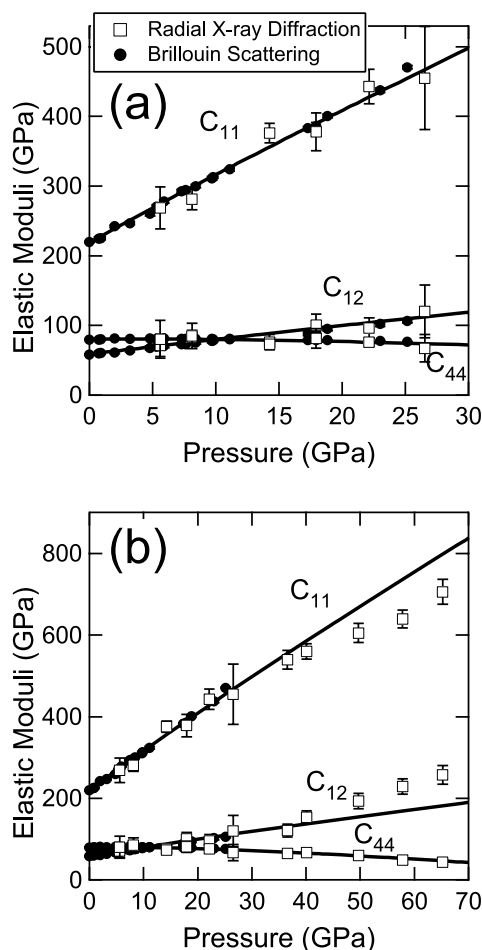 Radial X-ray Diffraction
Brillouin Scattering
(a)
C11
C12
C44
Elastic Moduli (GPa)
500
400
300
200
100
0
0 5 10 15 20 25 30
Pressure (GPa)
(b)
C11
C12
C44
Elastic Moduli (GPa)
800
600
400
200
0
0 10 20 30 40 50 60 70
Pressure (GPa)